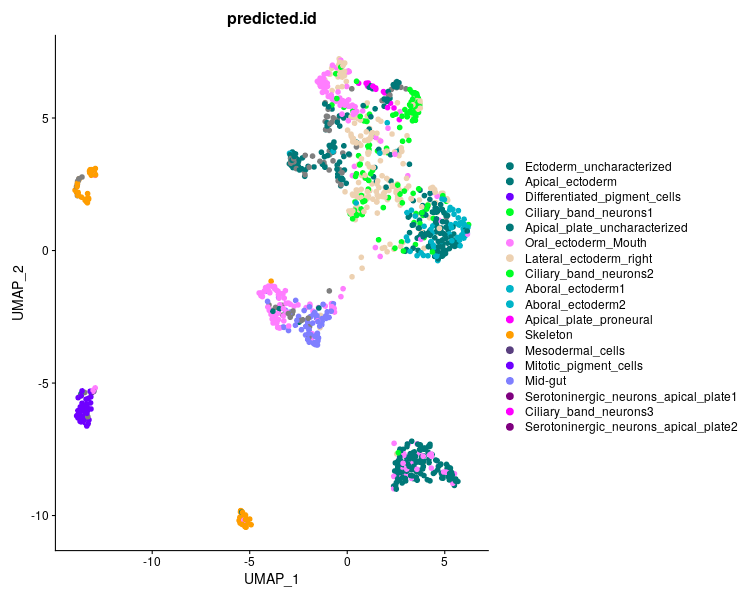 predicted.id
5
0
-5
-10
UMAP_2
-10
-5
0
5
UMAP_1
Ectoderm_uncharacterized
Apical_ectoderm
Differentiated_pigment_cells
Ciliary_band_neurons1
Apical_plate_uncharacterized
Oral_ectoderm_Mouth
Lateral_ectoderm_right
Ciliary_band_neurons2
Aboral_ectoderm1
Aboral_ectoderm2
Apical_plate_proneural
Skeleton
Mesodermal_cells
Mitotic_pigment_cells
Mid-gut
Serotoninergic_neurons_apical_plate1
Ciliary_band_neurons3
Serotoninergic_neurons_apical_plate2